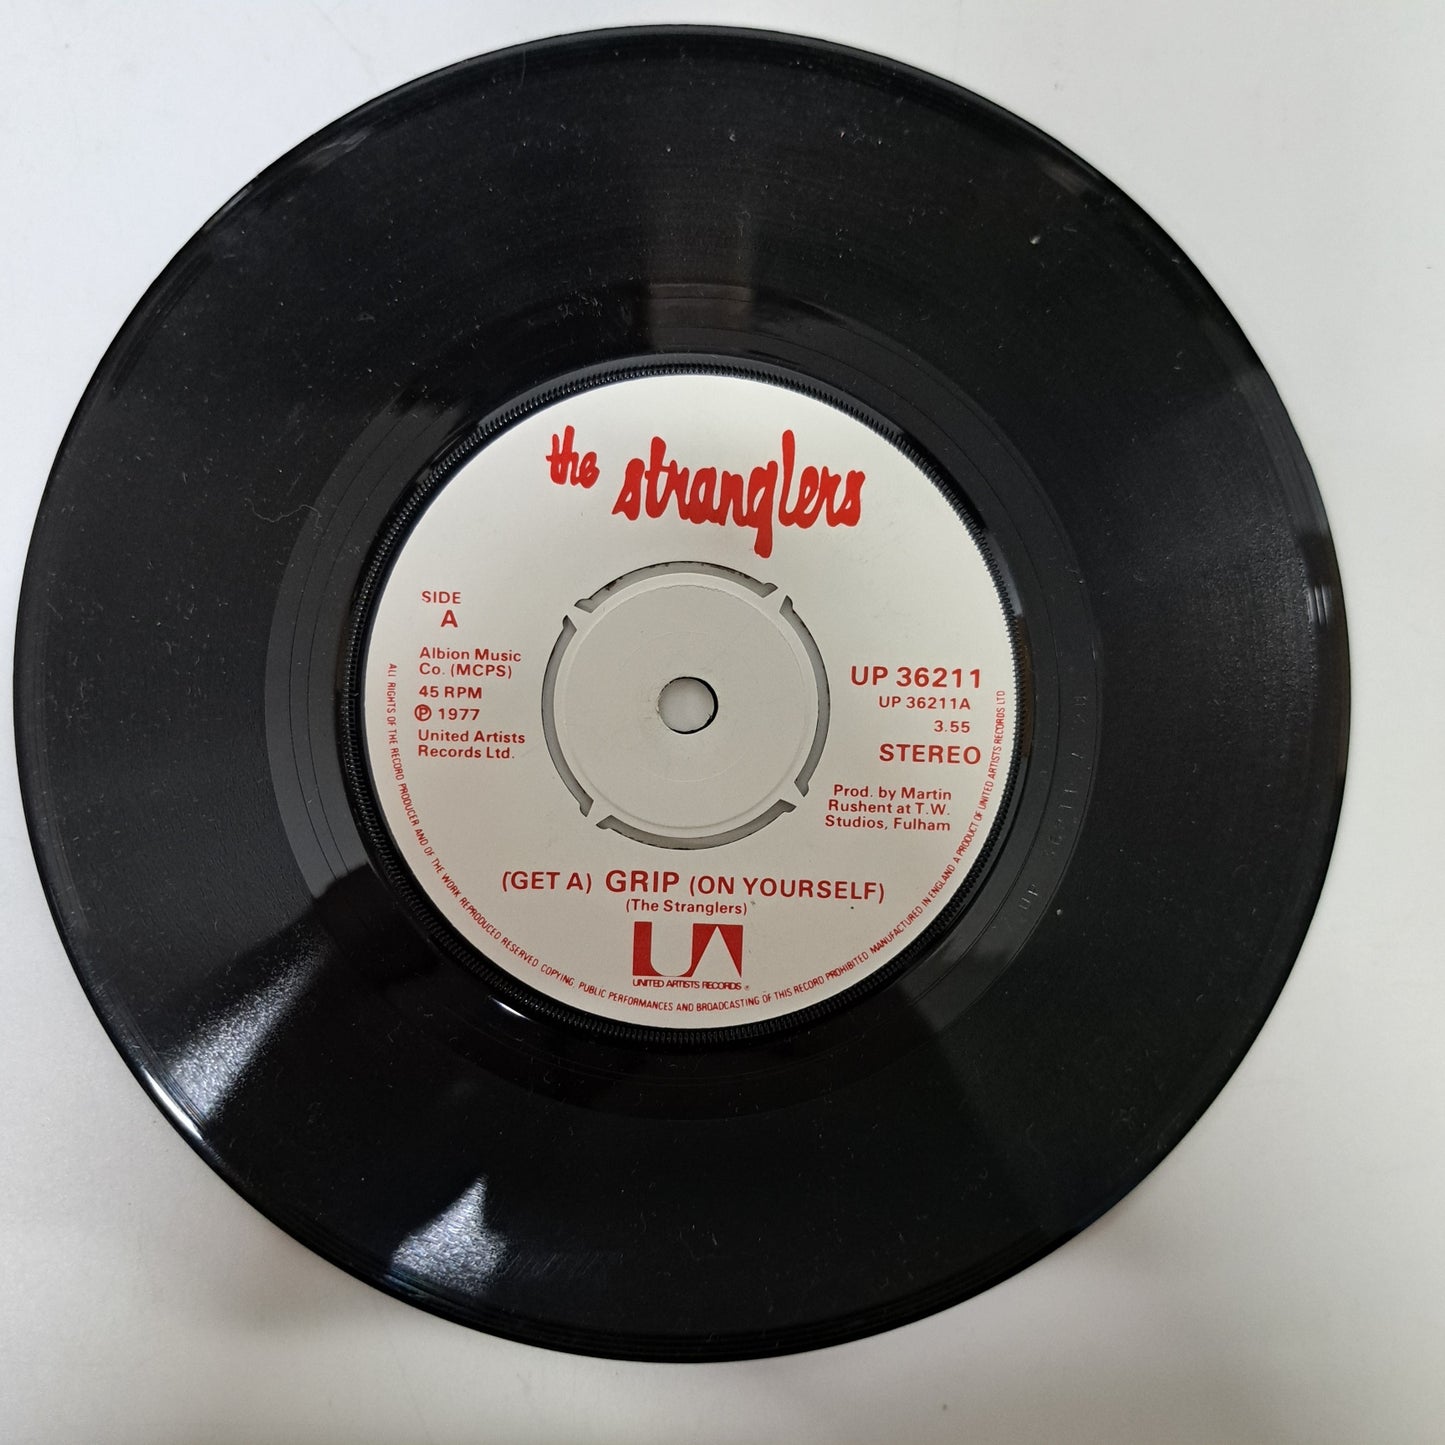 the stranglers
SIDE
A
Albion Music
Co. (MCPS)
45 RPM
Ⓟ 1977
United Artists
Records Ltd.
UP 36211
UP 36211A
3.55
STEREO
Prod. by Martin
Rushent at T.W.
Studios, Fulham
(GET A) GRIP (ON YOURSELF)
(The Stranglers)
UA
UNITED ARTISTS RECORDS ®
ALL RIGHTS OF THE RECORD PRODUCER AND OF THE WORK REPRODUCED RESERVED COPYING, PUBLIC PERFORMANCES AND BROADCASTING OF THIS RECORD PROHIBITED MANUFACTURED IN ENGLAND A PRODUCT OF UNITED ARTISTS RECORDS LTD
UP